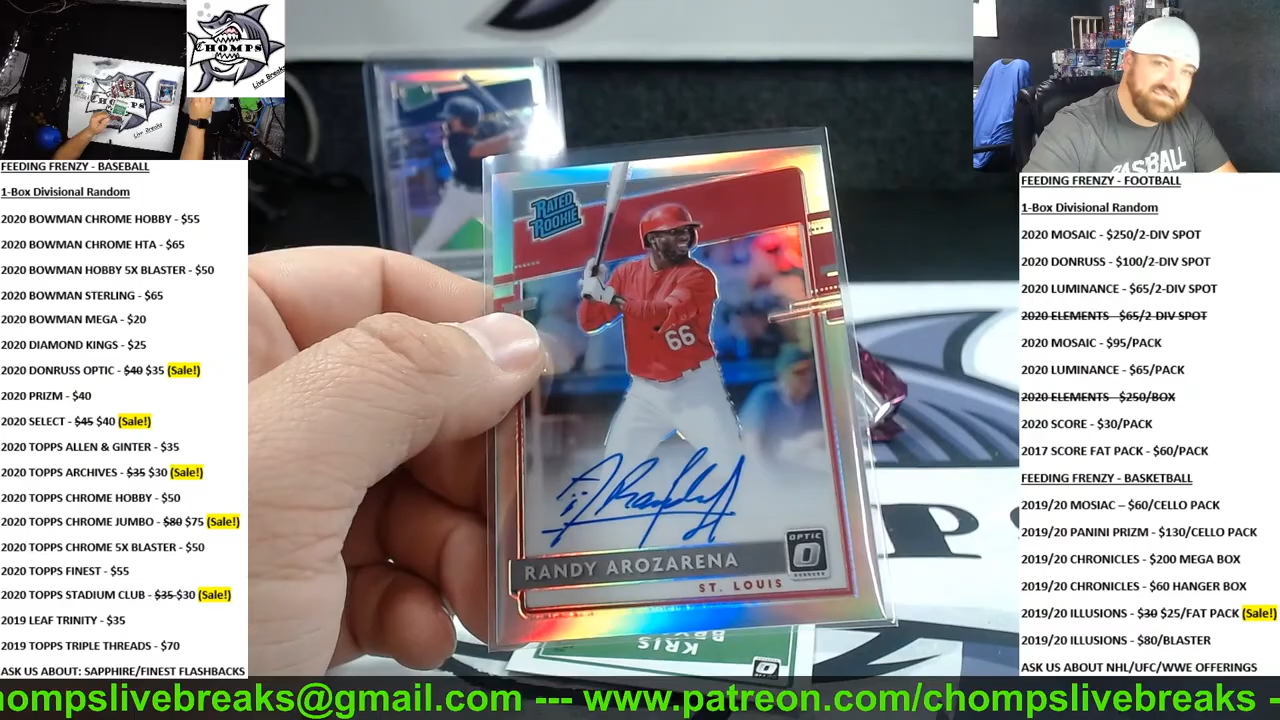 CHOMPS
Live Breaks
FEEDING FRENZY - BASEBALL
1-Box Divisional Random
2020 BOWMAN CHROME HOBBY - $55
2020 BOWMAN CHROME HTA - $65
2020 BOWMAN HOBBY 5X BLASTER - $50
2020 BOWMAN STERLING - $65
2020 BOWMAN MEGA - $20
2020 DIAMOND KINGS - $25
2020 DONRUSS OPTIC - $40 $35 (Sale!)
2020 PRIZM - $40
2020 SELECT - $45 $40 (Sale!)
2020 TOPPS ALLEN & GINTER - $35
2020 TOPPS ARCHIVES - $35 $30 (Sale!)
2020 TOPPS CHROME HOBBY - $50
2020 TOPPS CHROME JUMBO - $80 $75 (Sale!)
2020 TOPPS CHROME 5X BLASTER - $50
2020 TOPPS FINEST - $55
2020 TOPPS STADIUM CLUB - $35 $30 (Sale!)
2019 LEAF TRINITY - $35
2019 TOPPS TRIPLE THREADS - $70
ASK US ABOUT: SAPPHIRE/FINEST FLASHBACKS
RATED
ROOKIE
66
OPTIC
DONRUSS
RANDY AROZARENA
ST. LOUIS
KRIS
FEEDING FRENZY - FOOTBALL
1-Box Divisional Random
2020 MOSAIC - $250/2-DIV SPOT
2020 DONRUSS - $100/2-DIV SPOT
2020 LUMINANCE - $65/2-DIV SPOT
2020 ELEMENTS - $65/2-DIV SPOT
2020 MOSAIC - $95/PACK
2020 LUMINANCE - $65/PACK
2020 ELEMENTS - $250/BOX
2020 SCORE - $30/PACK
2017 SCORE FAT PACK - $60/PACK
FEEDING FRENZY - BASKETBALL
2019/20 MOSIAC – $60/CELLO PACK
2019/20 PANINI PRIZM - $130/CELLO PACK
2019/20 CHRONICLES - $200 MEGA BOX
2019/20 CHRONICLES - $60 HANGER BOX
2019/20 ILLUSIONS - $30 $25/FAT PACK (Sale!)
2019/20 ILLUSIONS - $80/BLASTER
ASK US ABOUT NHL/UFC/WWE OFFERINGS
hompslivebreaks@gmail.com --- www.patreon.com/chompslivebreaks -